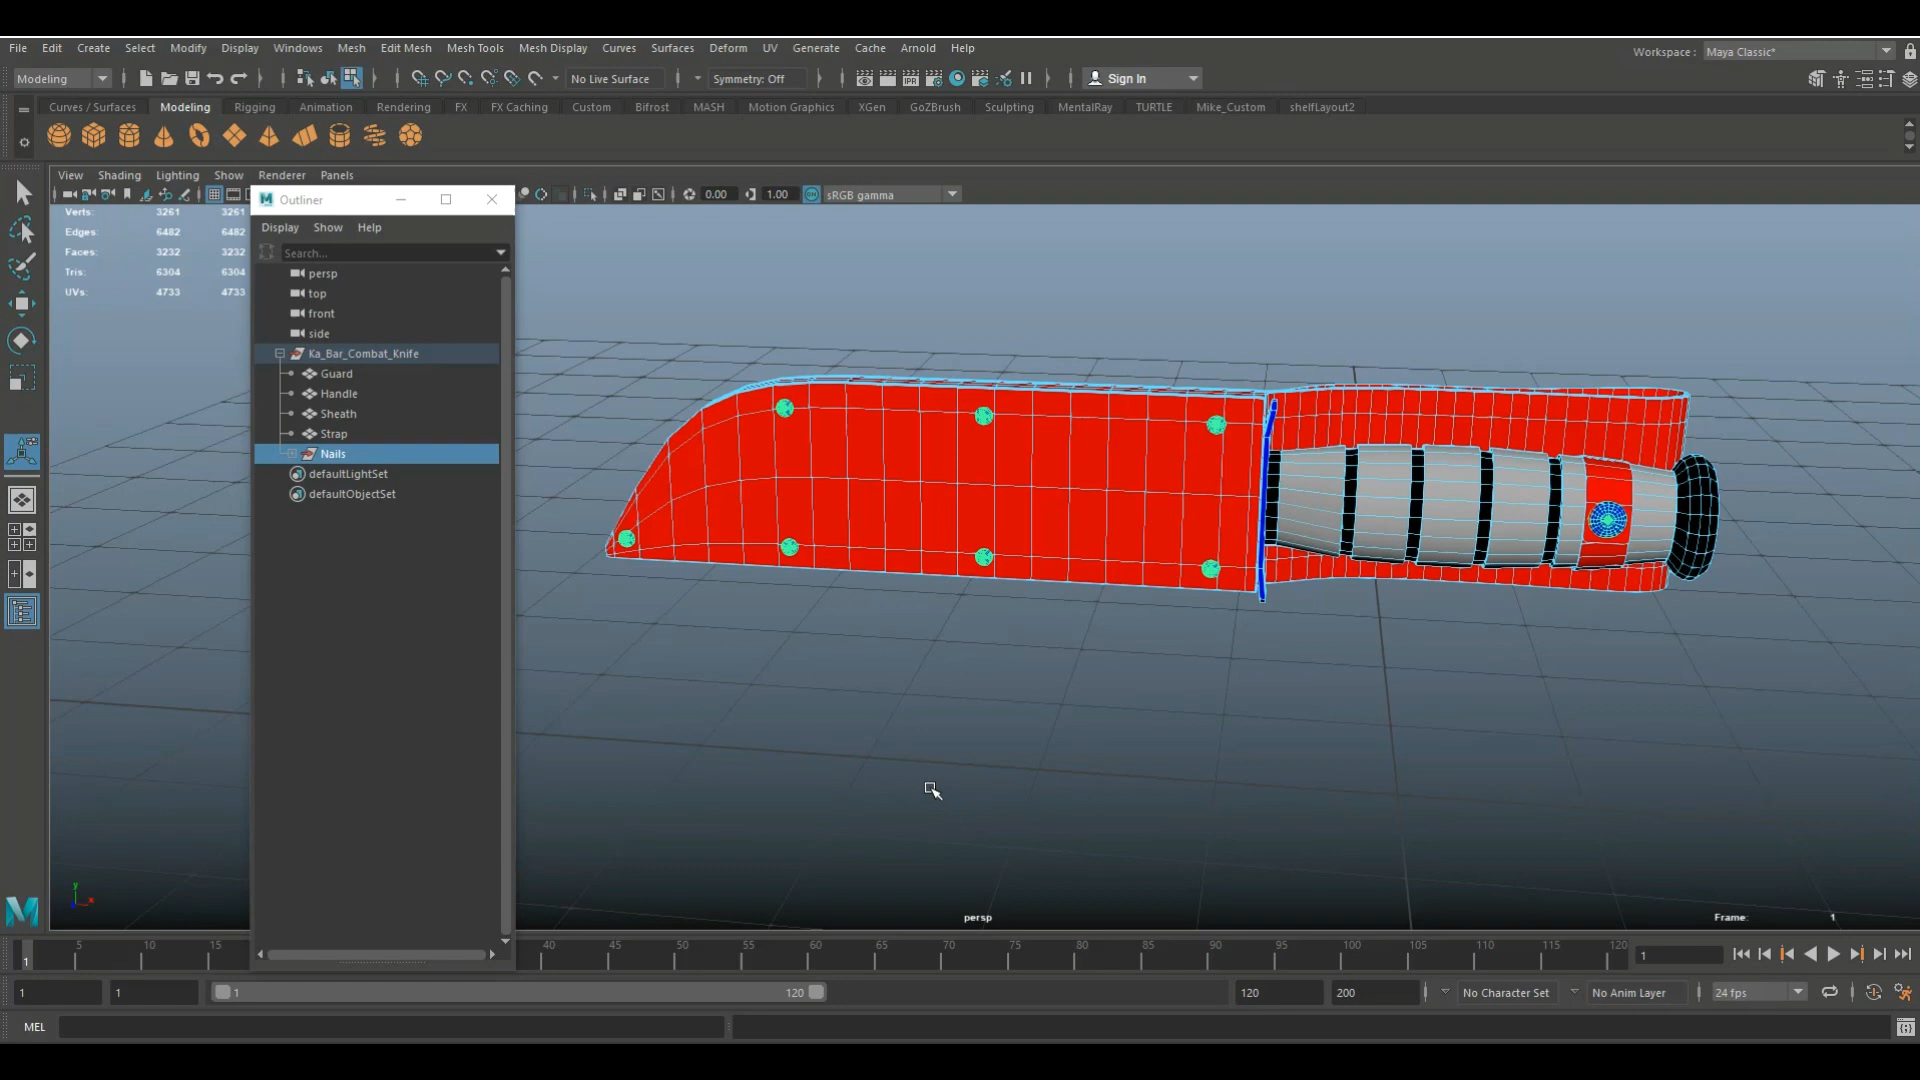 File Edit Create Select Modify Display Windows Mesh Edit Mesh Mesh Tools Mesh Display Curves Surfaces Deform UV Generate Cache Arnold Help
Workspace : Maya Classic*
Modeling
No Live Surface
Symmetry: Off
Sign In
Curves / Surfaces Modeling Rigging Animation Rendering FX FX Caching Custom Bifrost MASH Motion Graphics XGen GoZBrush Sculpting MentalRay TURTLE Mike_Custom shelfLayout2
View Shading Lighting Show Renderer Panels
0.00
1.00
sRGB gamma
Verts: 3261 3261
Edges: 6482 6482
Faces: 3232 3232
Tris: 6304 6304
UVs: 4733 4733
Outliner
Display Show Help
Search...
persp
top
front
side
Ka_Bar_Combat_Knife
Guard
Handle
Sheath
Strap
Nails
defaultLightSet
defaultObjectSet
y
persp
Frame: 1
1 5 10 15 40 45 50 55 60 65 70 75 80 85 90 95 100 105 110 115 120
1
1
1
1
120
120
200
No Character Set
No Anim Layer
24 fps
MEL